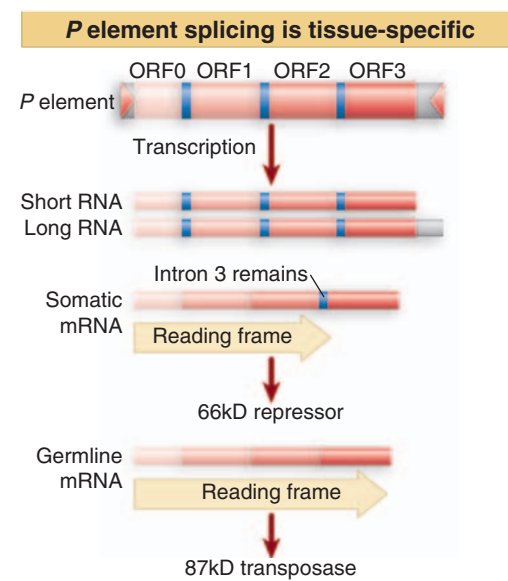 P element splicing is tissue-specific
ORF0 ORF1 ORF2 ORF3
P element
Transcription
Short RNA
Long RNA
Intron 3 remains
Somatic
mRNA
Reading frame
66kD repressor
Germline
mRNA
Reading frame
87kD transposase